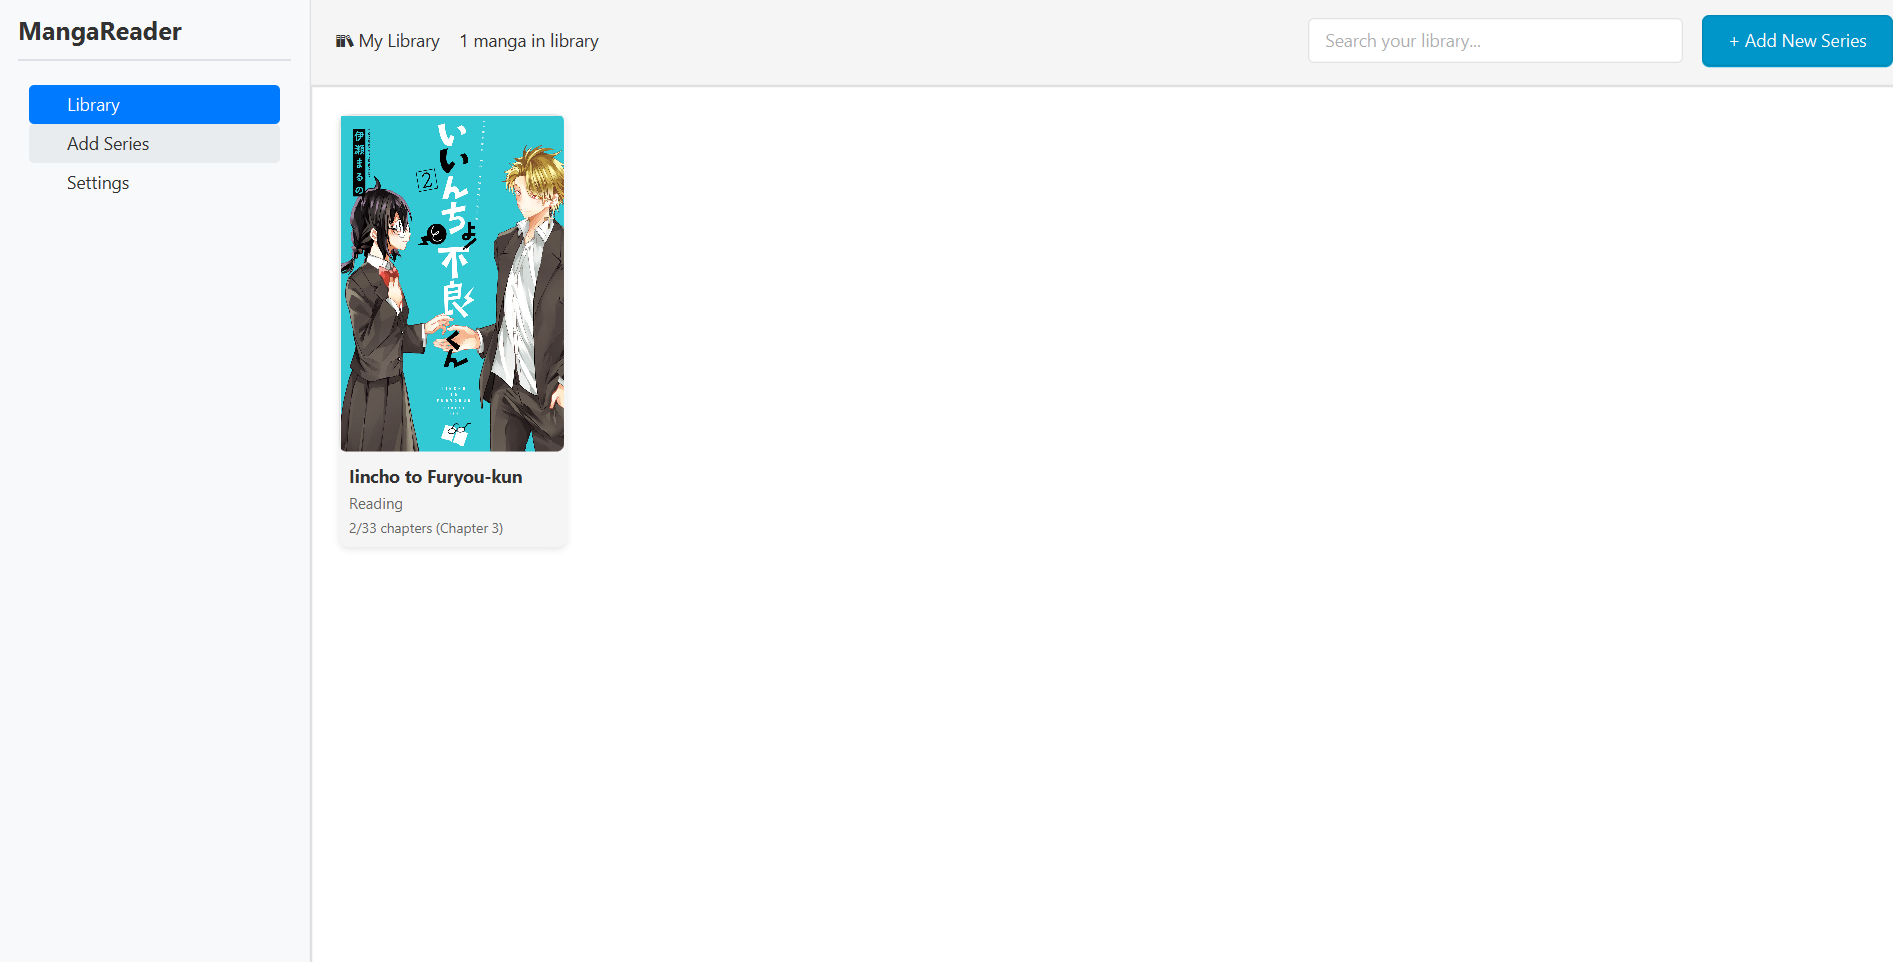 MangaReader
Library
Add Series
Settings
My Library
1 manga in library
Search your library...
+ Add New Series
伊瀬まるの
いいんちょと不良くん
2
Iincho to Furyou-kun
Reading
2/33 chapters (Chapter 3)